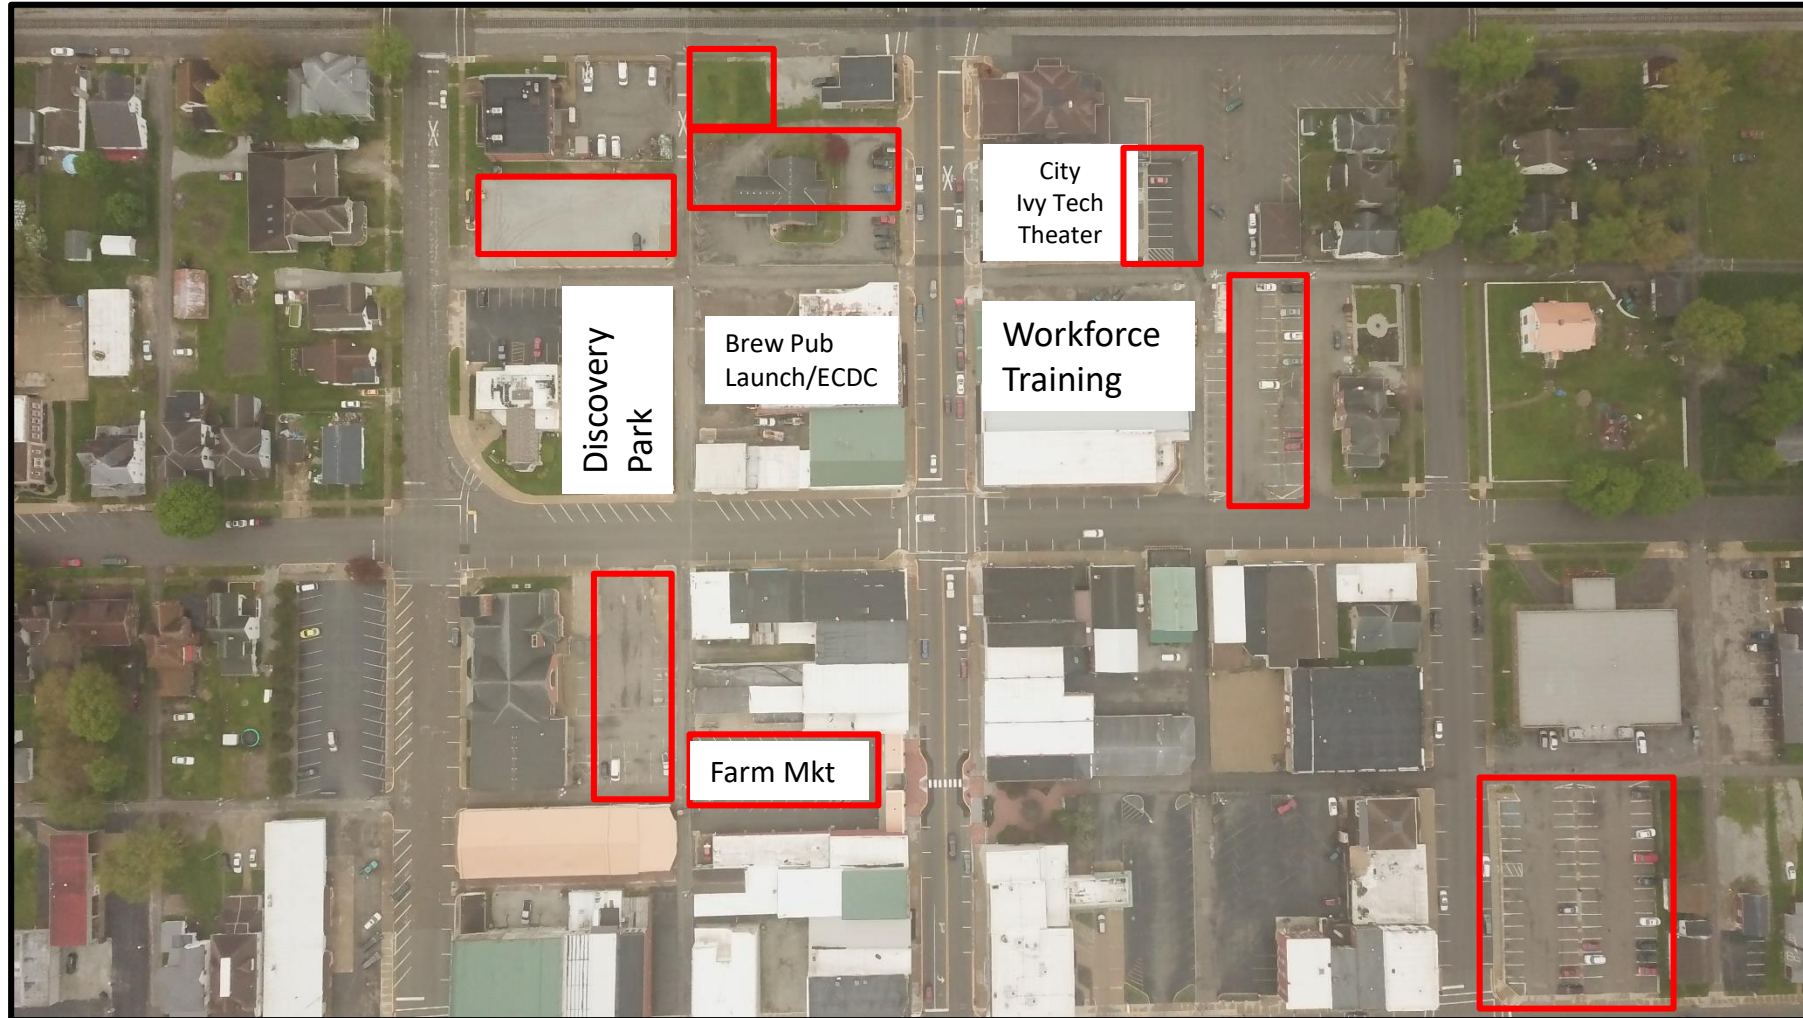 City
Ivy Tech
Theater
Discovery
Park
Brew Pub
Launch/ECDC
Workforce
Training
Farm Mkt